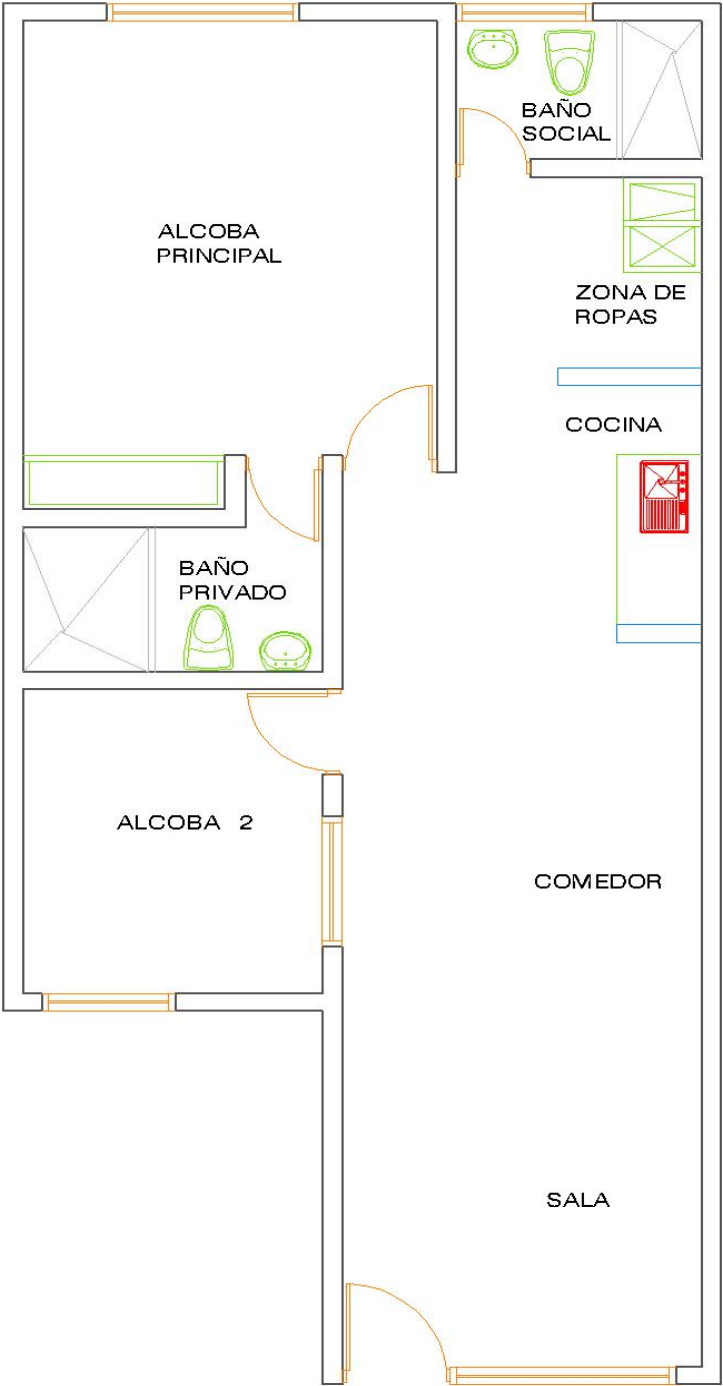 BAÑO
SOCIAL
ALCOBA
PRINCIPAL
ZONA DE
ROPAS
COCINA
BAÑO
PRIVADO
ALCOBA 2
COMEDOR
SALA